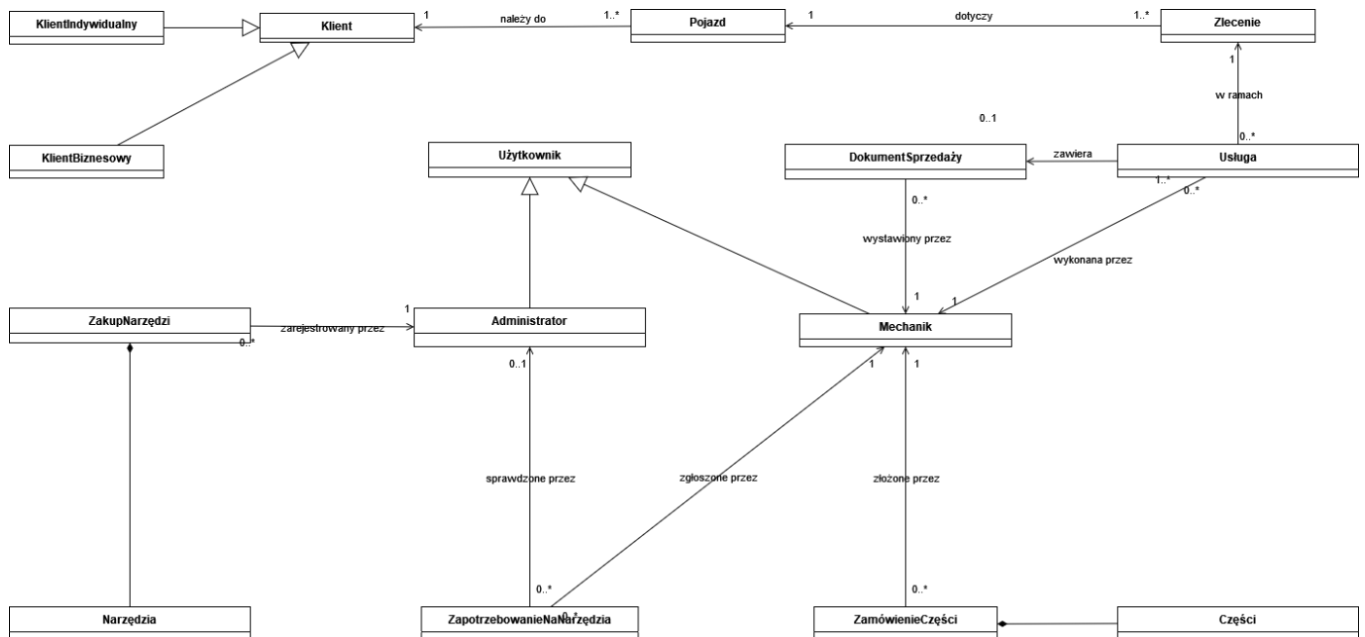 KlientIndywidualny
Klient
1
należy do
1..*
Pojazd
1
dotyczy
1..*
Zlecenie
1
w ramach
0..*
KlientBiznesowy
Użytkownik
0..1
DokumentSprzedaży
zawiera
Usługa
1..*
0..*
0..*
wystawiony przez
wykonana przez
1
1
ZakupNarzędzi
0..*
zarejestrowany przez
1
Administrator
Mechanik
0..1
1
1
sprawdzone przez
zgłoszone przez
złożone przez
0..*
0..*
0..*
Narzędzia
ZapotrzebowanieNaNarzędzia
ZamówienieCzęści
Części